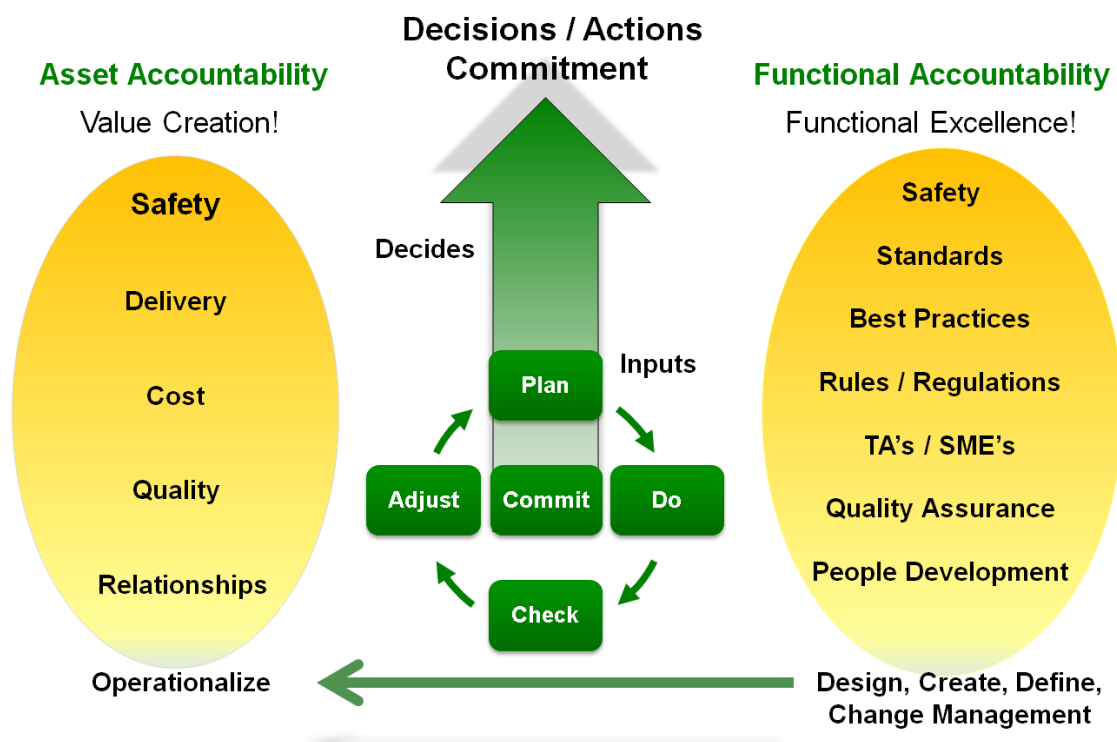 Decisions / Actions
Commitment
Asset Accountability
Value Creation!
Safety
Delivery
Cost
Quality
Relationships
Operationalize
Decides
Inputs
Plan
Adjust
Commit
Do
Check
Functional Accountability
Functional Excellence!
Safety
Standards
Best Practices
Rules / Regulations
TA’s / SME’s
Quality Assurance
People Development
Design, Create, Define,
Change Management